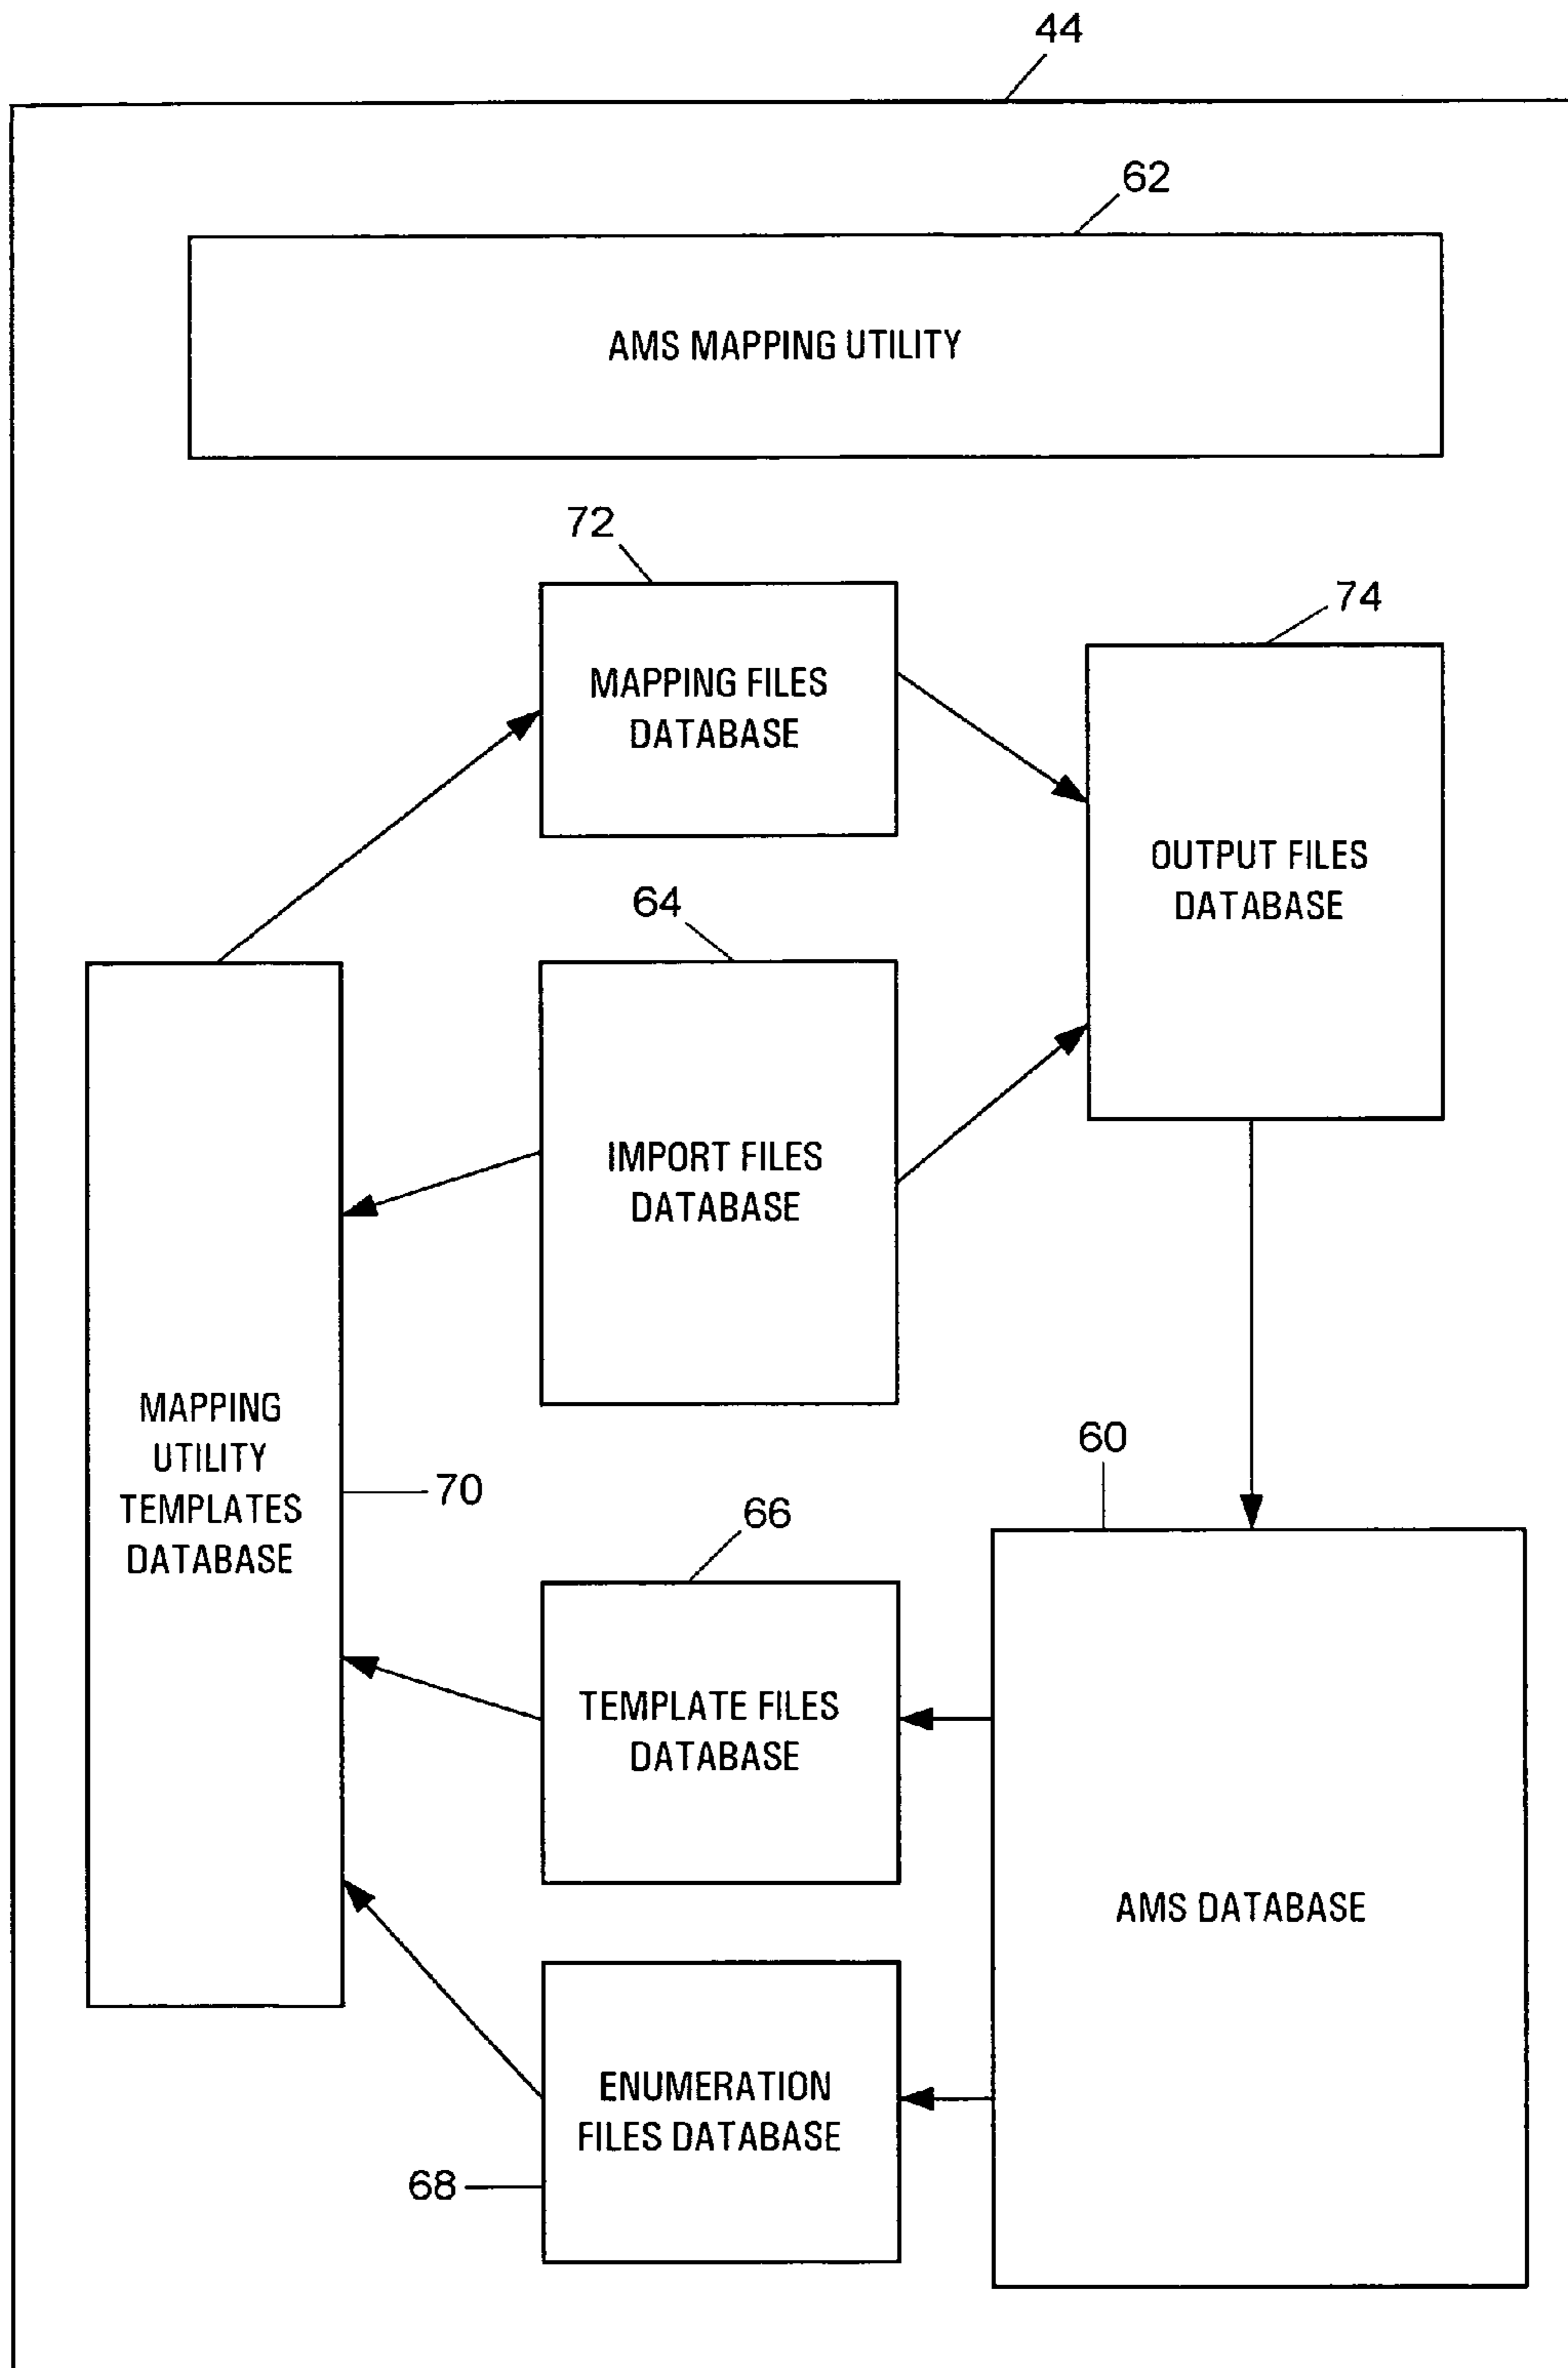 44
62
AMS MAPPING UTILITY
72
MAPPING FILES
DATABASE
74
OUTPUT FILES
DATABASE
64
IMPORT FILES
DATABASE
MAPPING
UTILITY
TEMPLATES
DATABASE
70
60
66
TEMPLATE FILES
DATABASE
AMS DATABASE
ENUMERATION
FILES DATABASE
68